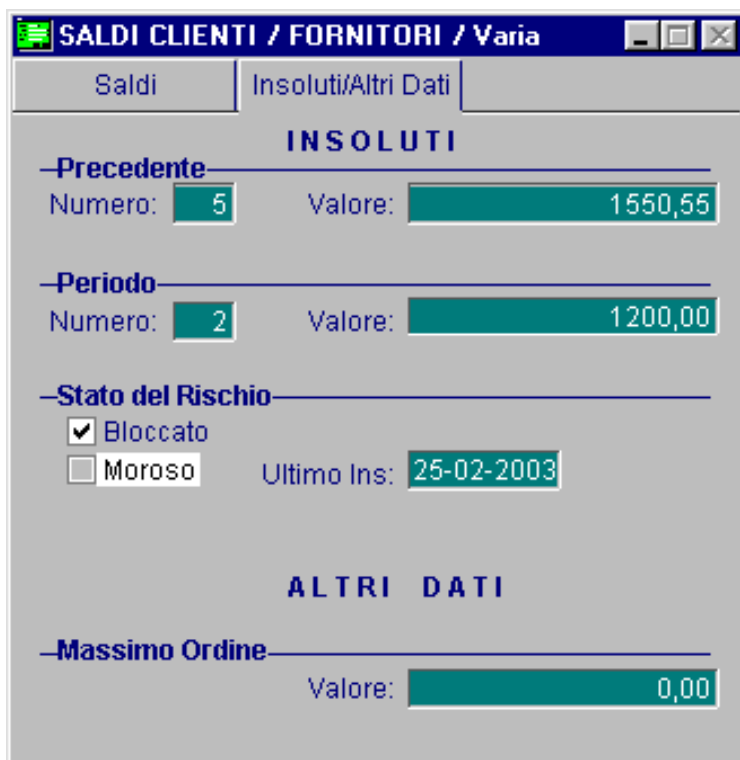 SALDI CLIENTI / FORNITORI / Varia
Saldi Insoluti/Altri Dati
INSOLUTI
Precedente
Numero: 5 Valore: 1550,55
Periodo
Numero: 2 Valore: 1200,00
Stato del Rischio
Bloccato
Moroso Ultimo Ins: 25-02-2003
ALTRI DATI
Massimo Ordine
Valore: 0,00